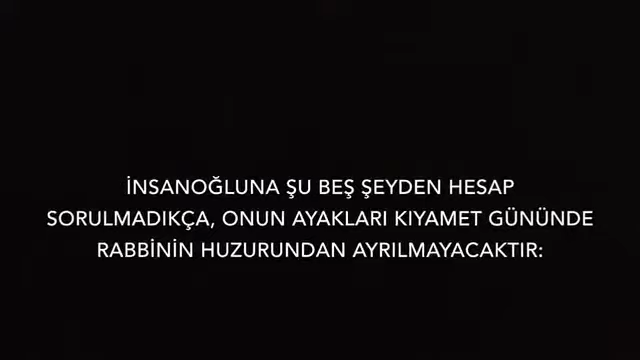 İNSANOĞLUNA ŞU BEŞ ŞEYDEN HESAP
SORULMADIKÇA, ONUN AYAKLARI KIYAMET GÜNÜNDE
RABBİNİN HUZURUNDAN AYRILMAYACAKTIR: